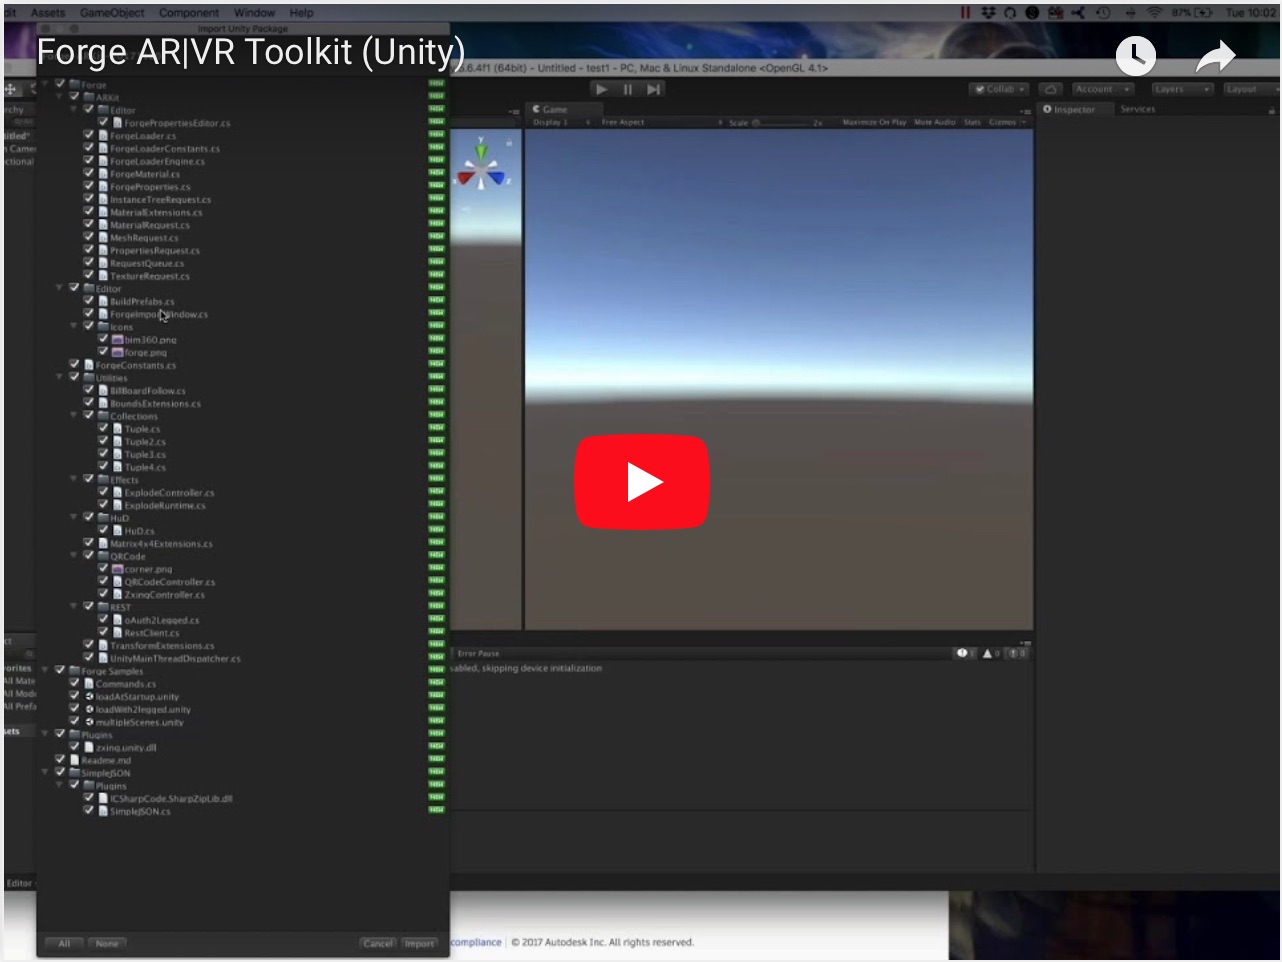 dit Assets GameObject Component Window Help 87% Tue 10:02
Import Unity Package
Forge AR|VR Toolkit (Unity)
.6.4f1 (64bit) - Untitled - test1 - PC, Mac & Linux Standalone <OpenGL 4.1>
Collab Account Layers Layout
Forge
ARKit
Editor
ForgePropertiesEditor.cs
ForgeLoader.cs
ForgeLoaderConstants.cs
ForgeLoaderEngine.cs
ForgeMaterial.cs
ForgeProperties.cs
InstanceTreeRequest.cs
MaterialExtensions.cs
MaterialRequest.cs
MeshRequest.cs
PropertiesRequest.cs
RequestQueue.cs
TextureRequest.cs
Editor
BuildPrefabs.cs
Icons
bim360.png
forge.png
ForgeConstants.cs
Utilities
BillBoardFollow.cs
BoundsExtensions.cs
Collections
Tuple.cs
Tuple2.cs
Tuple3.cs
Tuple4.cs
Effects
ExplodeController.cs
ExplodeRuntime.cs
HuD
HuD.cs
Matrix4x4Extensions.cs
QRCode
corner.png
QRCodeController.cs
ZxingController.cs
REST
oAuth2Legged.cs
RestClient.cs
TransformExtensions.cs
UnityMainThreadDispatcher.cs
Forge Samples
Commands.cs
loadAtStartup.unity
loadWith2legged.unity
multipleScenes.unity
Plugins
zxing.unity.dll
Readme.md
SimpleJSON
Plugins
ICSharpCode.SharpZipLib.dll
SimpleJSON.cs
All None Cancel Import
Game
Display 1 Free Aspect Scale 2x Maximize On Play Mute Audio Stats Gizmos
y
x z
Inspector Services
Error Pause
sabled, skipping device initialization
Editor
compliance | © 2017 Autodesk Inc. All rights reserved.